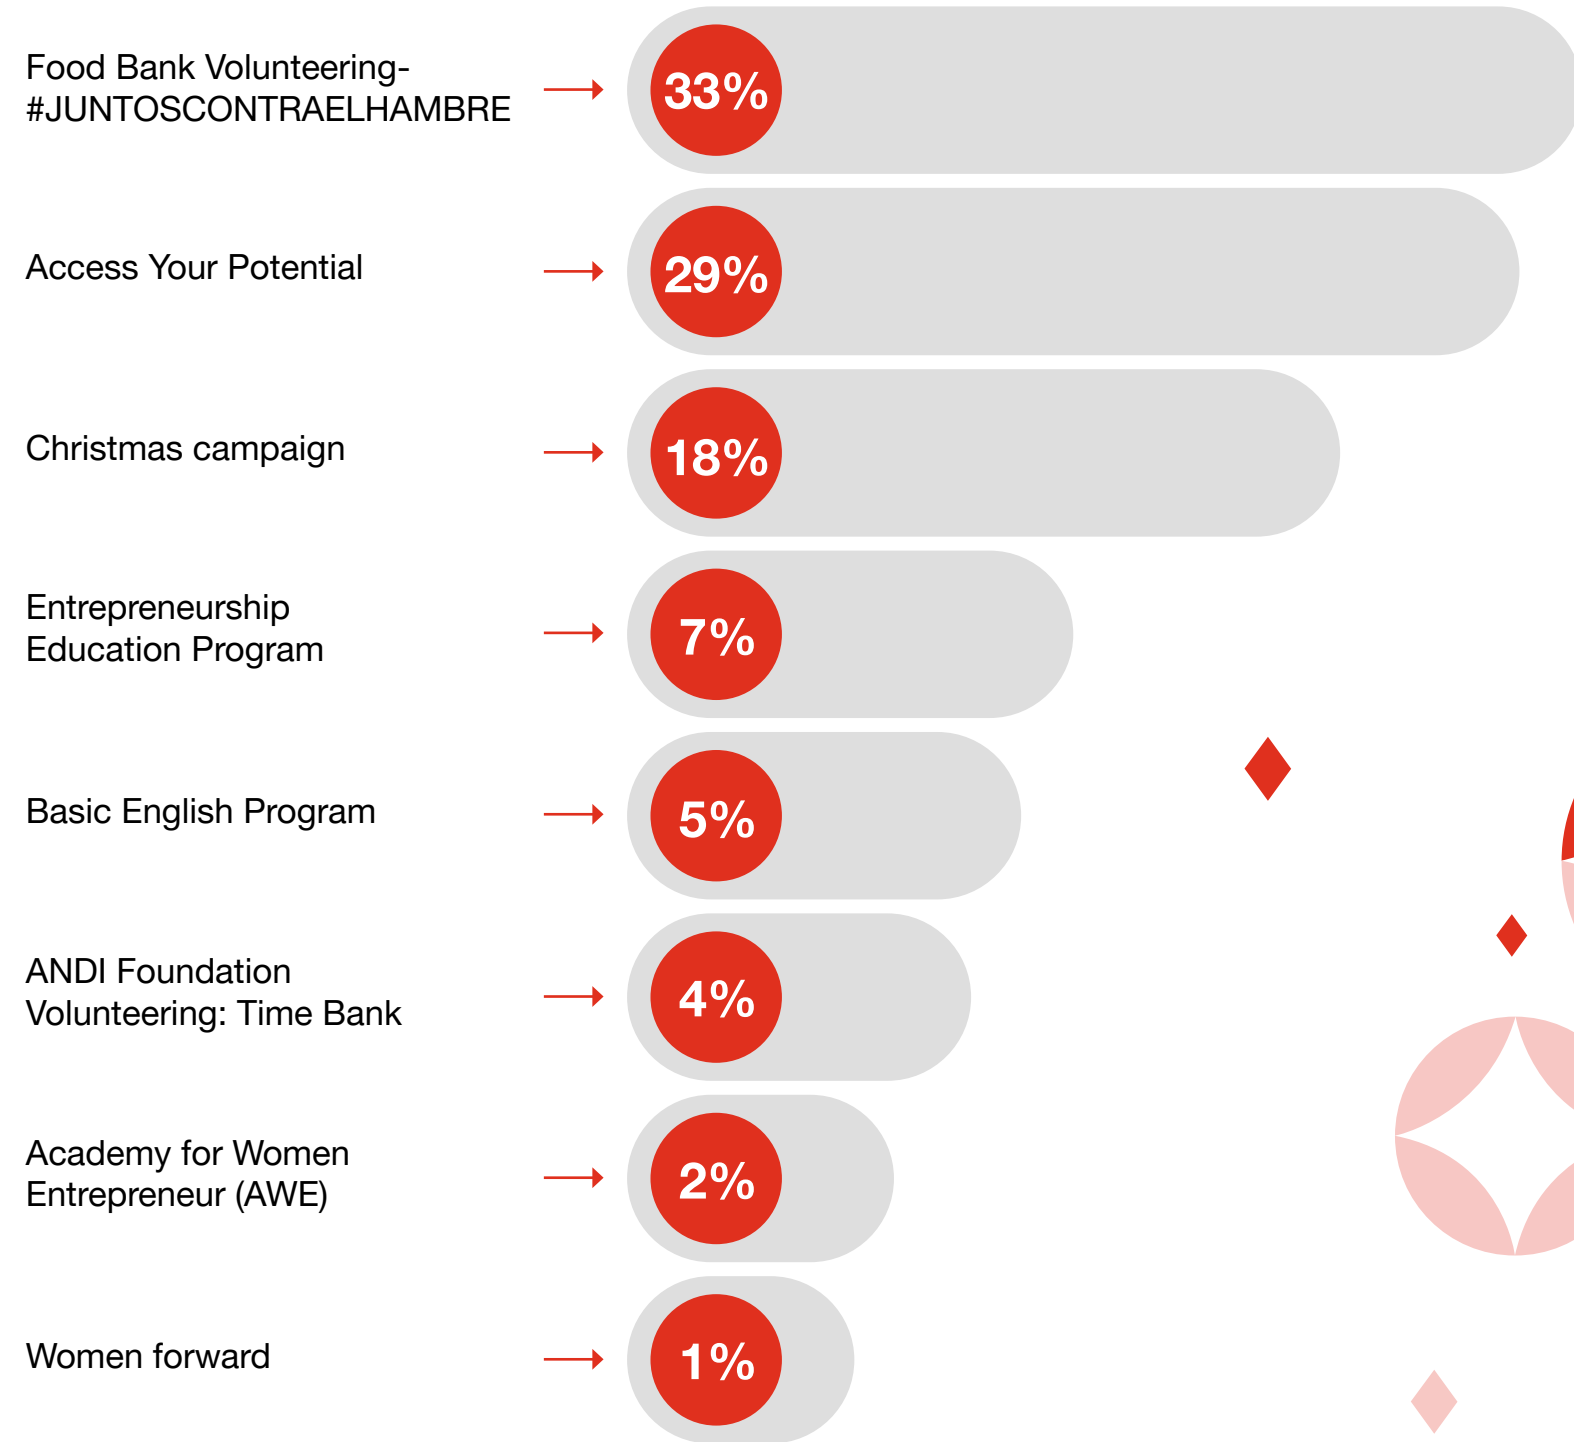 Food Bank Volunteering-
#JUNTOSCONTRAELHAMBRE
33%
Access Your Potential
29%
Christmas campaign
18%
Entrepreneurship
Education Program
7%
Basic English Program
5%
ANDI Foundation
Volunteering: Time Bank
4%
Academy for Women
Entrepreneur (AWE)
2%
Women forward
1%